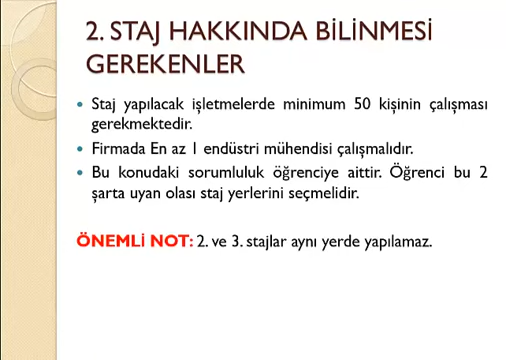 2. STAJ HAKKINDA BİLİNMESİ
GEREKENLER
Staj yapılacak işletmelerde minimum 50 kişinin çalışması
gerekmektedir.
Firmada En az 1 endüstri mühendisi çalışmalıdır.
Bu konudaki sorumluluk öğrenciye aittir. Öğrenci bu 2
şarta uyan olası staj yerlerini seçmelidir.
ÖNEMLİ NOT: 2. ve 3. stajlar aynı yerde yapılamaz.